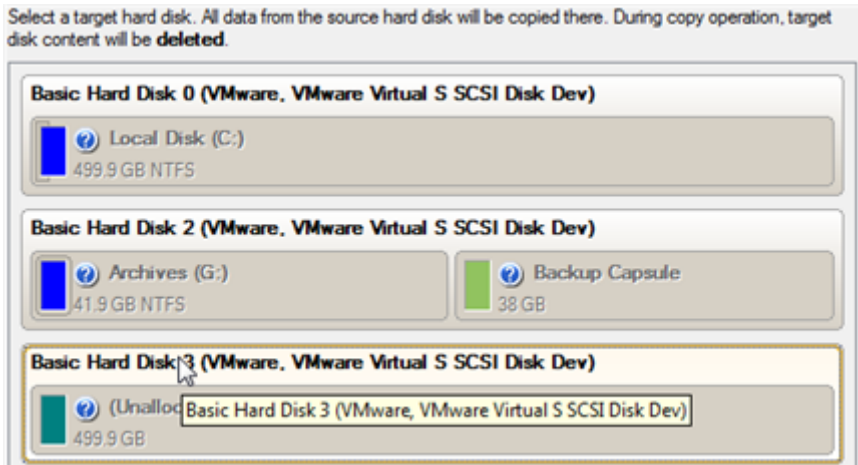 Select a target hard disk. All data from the source hard disk will be copied there. During copy operation, target
disk content will be deleted.
Basic Hard Disk 0 (VMware, VMware Virtual S SCSI Disk Dev)
Local Disk (C:)
499.9 GB NTFS
Basic Hard Disk 2 (VMware, VMware Virtual S SCSI Disk Dev)
Archives (G:)
41.9 GB NTFS
Backup Capsule
38 GB
Basic Hard Disk 3 (VMware, VMware Virtual S SCSI Disk Dev)
Basic Hard Disk 3 (VMware, VMware Virtual S SCSI Disk Dev)
499.9 GB